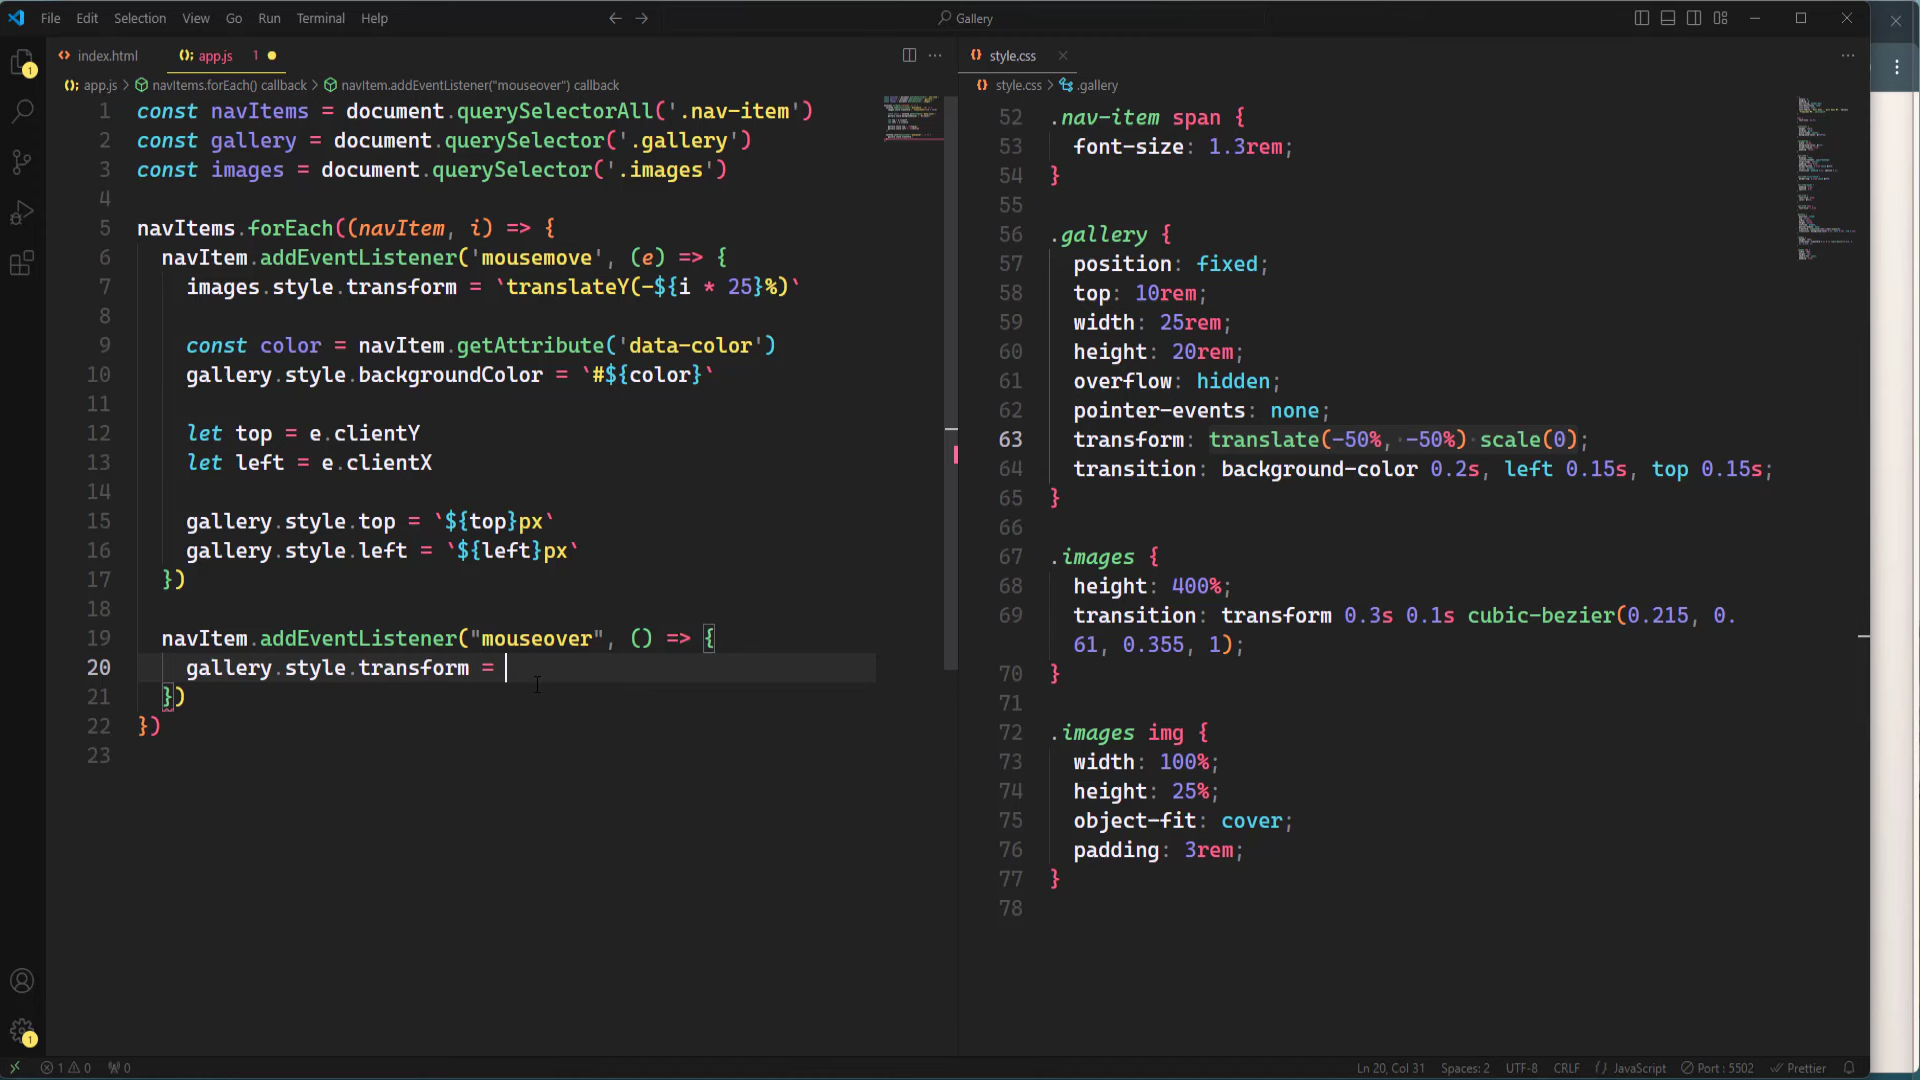 File Edit Selection View Go Run Terminal Help
Gallery
index.html
app.js 1
app.js > navItems.forEach() callback > navItem.addEventListener("mouseover") callback
1 const navItems = document.querySelectorAll('.nav-item')
2 const gallery = document.querySelector('.gallery')
3 const images = document.querySelector('.images')
4
5 navItems.forEach((navItem, i) => {
6 navItem.addEventListener('mousemove', (e) => {
7 images.style.transform = `translateY(-${i * 25}%)`
8
9 const color = navItem.getAttribute('data-color')
10 gallery.style.backgroundColor = `#${color}`
11
12 let top = e.clientY
13 let left = e.clientX
14
15 gallery.style.top = `${top}px`
16 gallery.style.left = `${left}px`
17 })
18
19 navItem.addEventListener("mouseover", () => {
20 gallery.style.transform =
21 })
22 })
23
style.css
style.css > .gallery
52 .nav-item span {
53 font-size: 1.3rem;
54 }
55
56 .gallery {
57 position: fixed;
58 top: 10rem;
59 width: 25rem;
60 height: 20rem;
61 overflow: hidden;
62 pointer-events: none;
63 transform: translate(-50%, -50%) scale(0);
64 transition: background-color 0.2s, left 0.15s, top 0.15s;
65 }
66
67 .images {
68 height: 400%;
69 transition: transform 0.3s 0.1s cubic-bezier(0.215, 0.
61, 0.355, 1);
70 }
71
72 .images img {
73 width: 100%;
74 height: 25%;
75 object-fit: cover;
76 padding: 3rem;
77 }
78
1
1
1 0 0
Ln 20, Col 31 Spaces: 2 UTF-8 CRLF {} JavaScript Port : 5502 Prettier